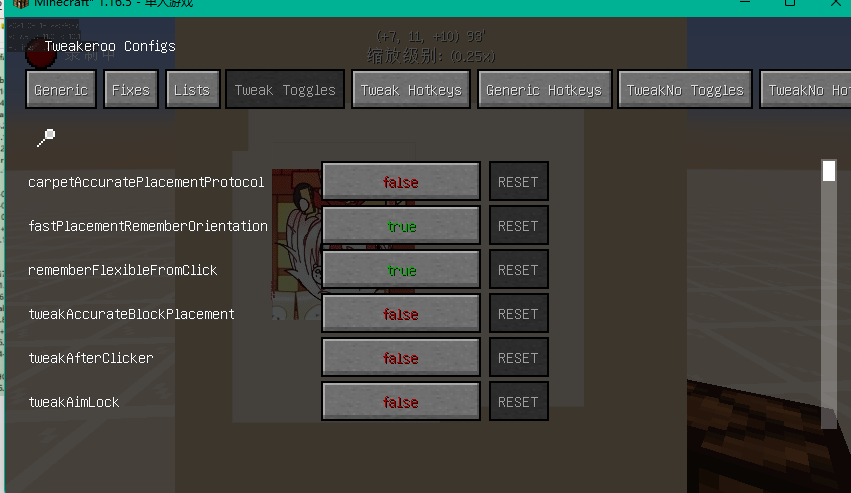 Minecraft* 1.16.5 - 单人游戏
(+7, 11, +10) 96'
Tweakeroo Configs
缩放级别: (0.25x)
Generic Fixes Lists Tweak Toggles Tweak Hotkeys Generic Hotkeys TweakNo Toggles TweakNo Hot
carpetAccuratePlacementProtocol false RESET
fastPlacementRememberOrientation true RESET
rememberFlexibleFromClick true RESET
tweakAccurateBlockPlacement false RESET
tweakAfterClicker false RESET
tweakAimLock false RESET